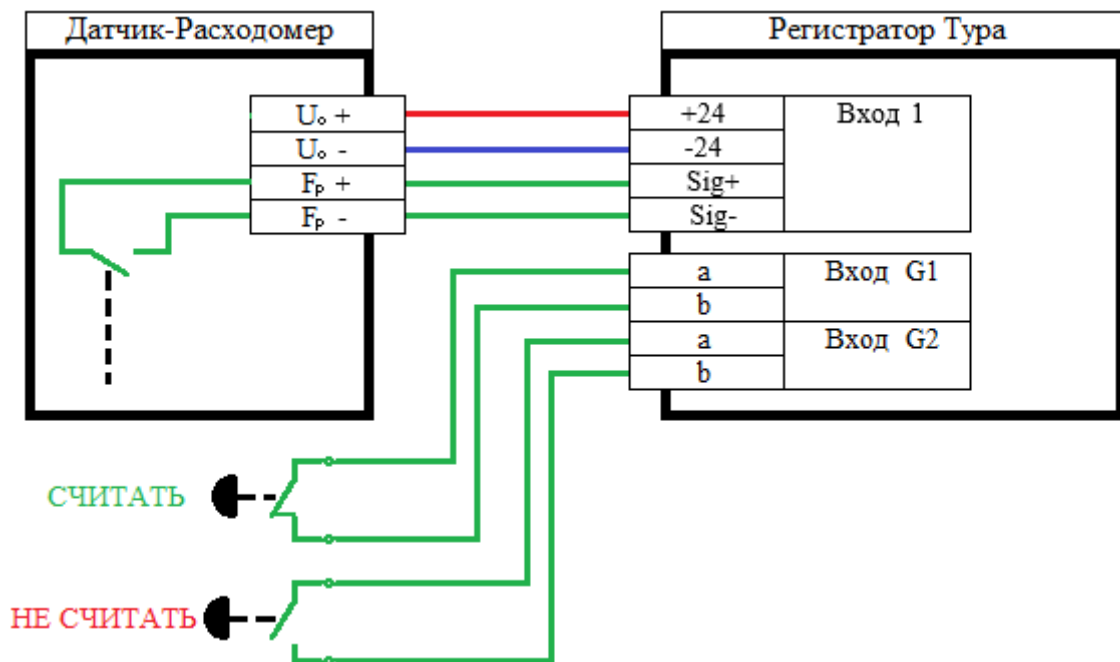 Датчик-Расходомер
Регистратор Тура
Uₒ +
Uₒ -
Fₚ +
Fₚ -
+24
-24
Sig+
Sig-
Вход 1
a
b
Вход G1
a
b
Вход G2
СЧИТАТЬ
НЕ СЧИТАТЬ